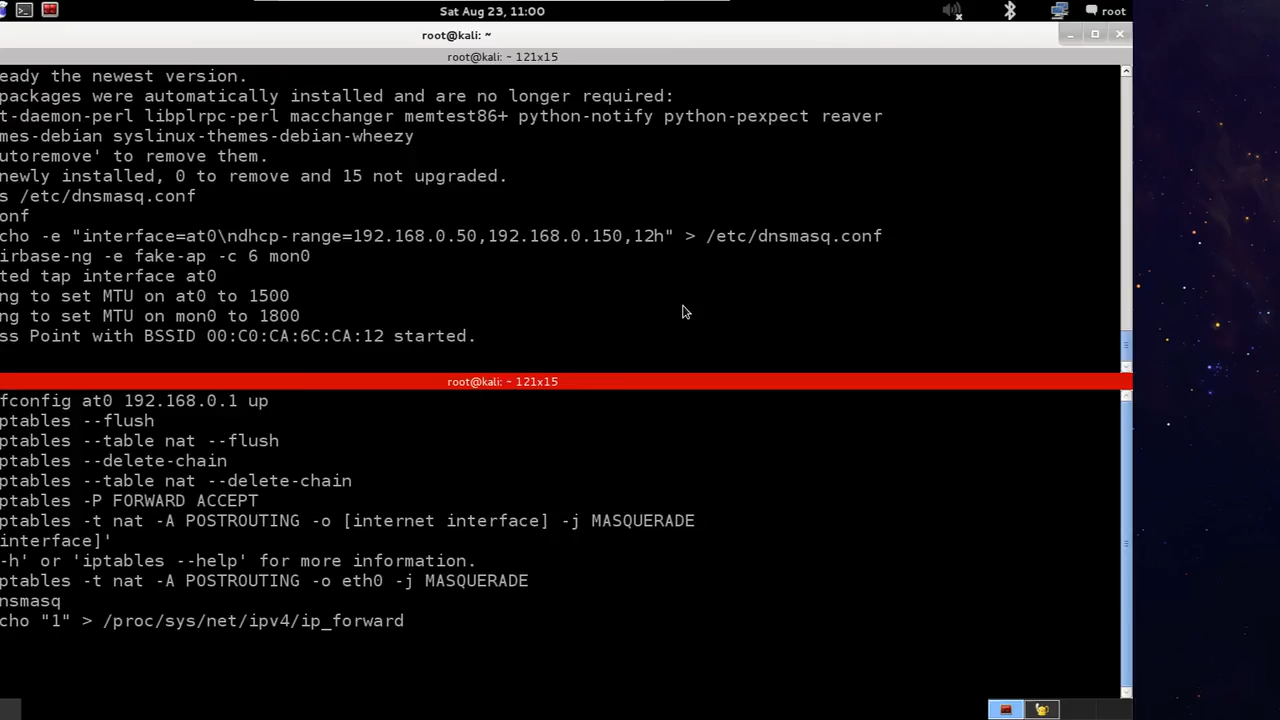 Sat Aug 23, 11:00
root
root@kali: ~
root@kali: ~ 121x15
eady the newest version.
packages were automatically installed and are no longer required:
t-daemon-perl libplrpc-perl macchanger memtest86+ python-notify python-pexpect reaver
mes-debian syslinux-themes-debian-wheezy
utoremove' to remove them.
newly installed, 0 to remove and 15 not upgraded.
s /etc/dnsmasq.conf
onf
cho -e "interface=at0\ndhcp-range=192.168.0.50,192.168.0.150,12h" > /etc/dnsmasq.conf
irbase-ng -e fake-ap -c 6 mon0
ted tap interface at0
ng to set MTU on at0 to 1500
ng to set MTU on mon0 to 1800
ss Point with BSSID 00:C0:CA:6C:CA:12 started.
root@kali: ~ 121x15
fconfig at0 192.168.0.1 up
ptables --flush
ptables --table nat --flush
ptables --delete-chain
ptables --table nat --delete-chain
ptables -P FORWARD ACCEPT
ptables -t nat -A POSTROUTING -o [internet interface] -j MASQUERADE
interface]'
-h' or 'iptables --help' for more information.
ptables -t nat -A POSTROUTING -o eth0 -j MASQUERADE
nsmasq
cho "1" > /proc/sys/net/ipv4/ip_forward